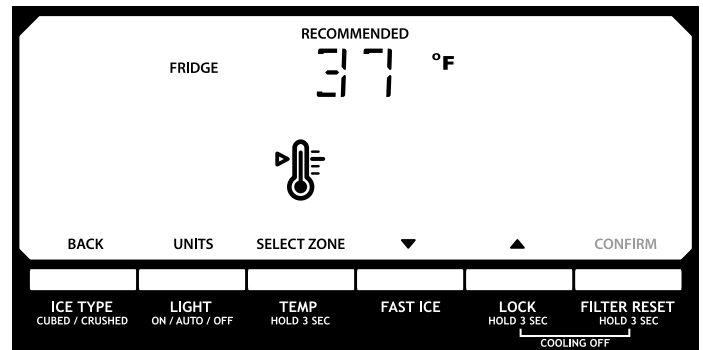 RECOMMENDED
FRIDGE 37 °F
BACK UNITS SELECT ZONE ▼ ▲ CONFIRM
ICE TYPE LIGHT TEMP FAST ICE LOCK FILTER RESET
CUBED / CRUSHED ON / AUTO / OFF HOLD 3 SEC HOLD 3 SEC HOLD 3 SEC
COOLING OFF